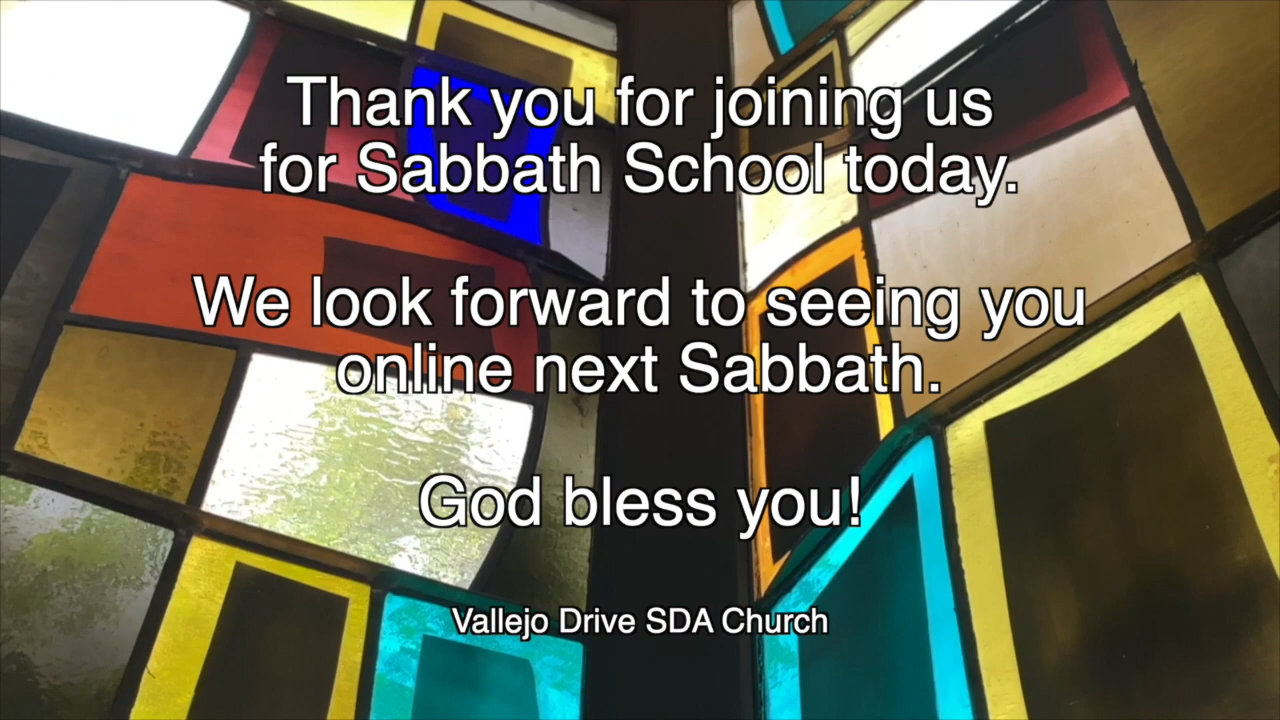 Thank you for joining us
for Sabbath School today.
We look forward to seeing you
online next Sabbath.
God bless you!
Vallejo Drive SDA Church